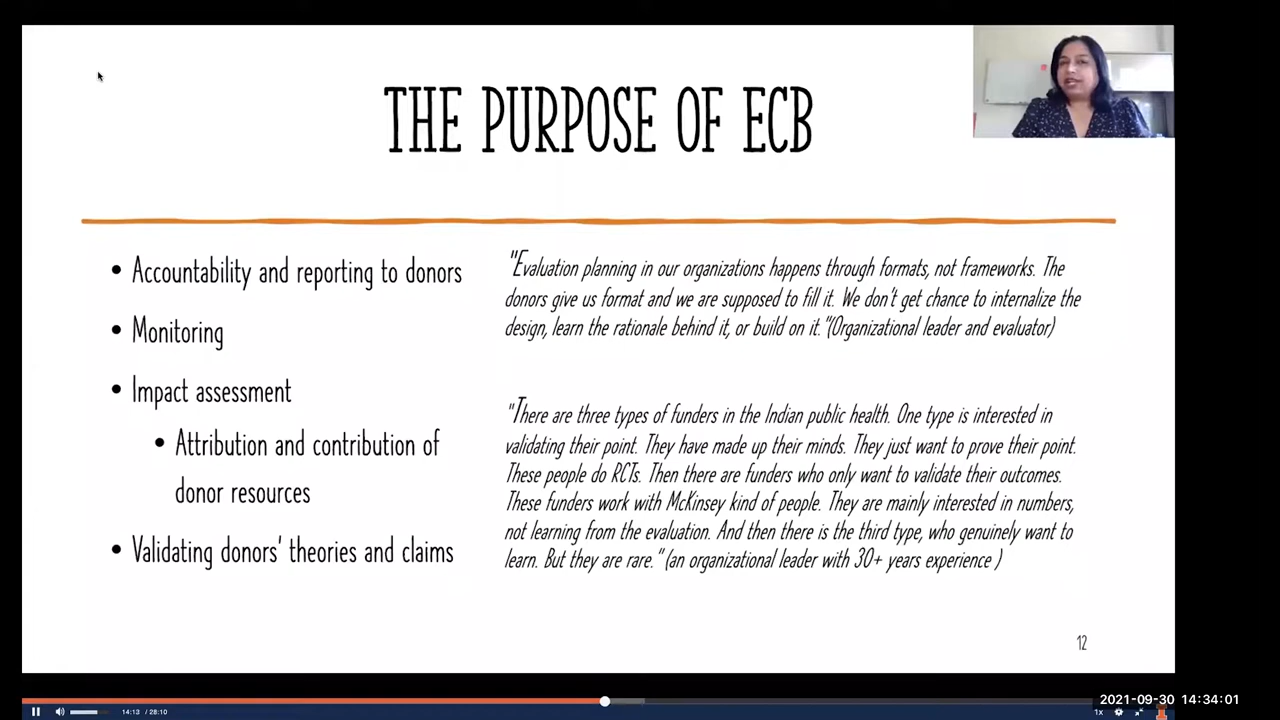 THE PURPOSE OF ECB
• Accountability and reporting to donors
• Monitoring
• Impact assessment
• Attribution and contribution of
donor resources
• Validating donors' theories and claims
"Evaluation planning in our organizations happens through formats, not frameworks. The
donors give us format and we are supposed to fill it. We don't get chance to internalize the
design, learn the rationale behind it, or build on it."(Organizational leader and evaluator)
"There are three types of funders in the Indian public health. One type is interested in
validating their point. They have made up their minds. They just want to prove their point.
These people do RCTs. Then there are funders who only want to validate their outcomes.
These funders work with McKinsey kind of people. They are mainly interested in numbers,
not learning from the evaluation. And then there is the third type, who genuinely want to
learn. But they are rare." (an organizational leader with 30+ years experience )
12
2021-09-30 14:34:01
14:13 / 28:10
1x